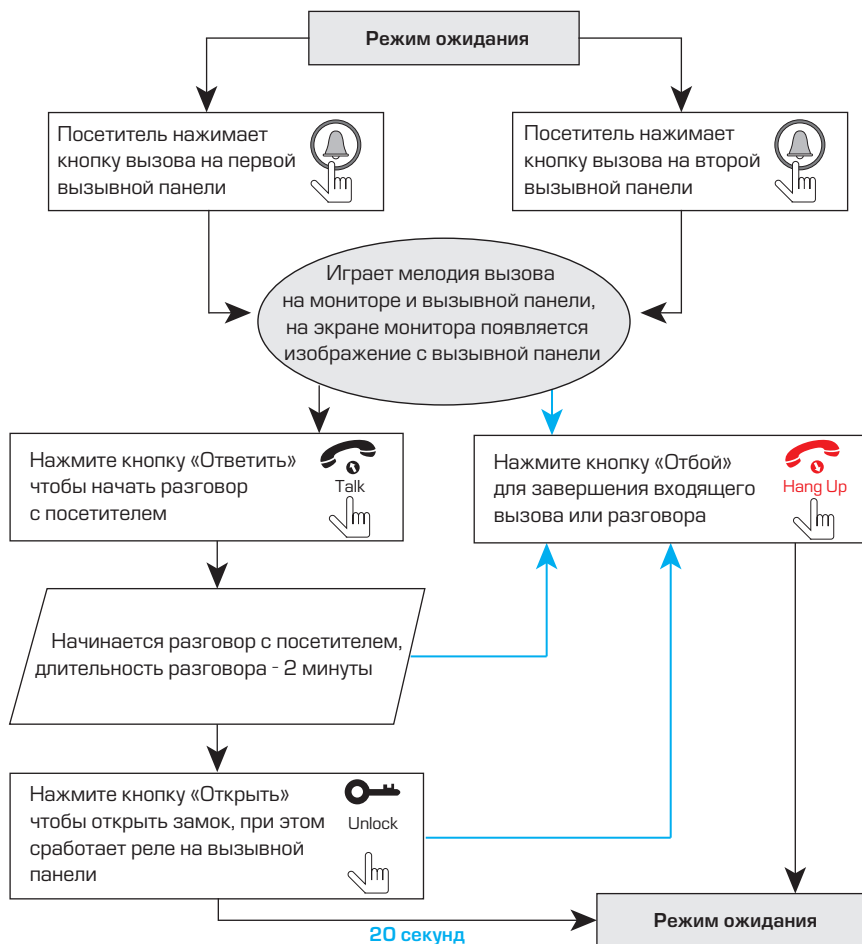 Режим ожидания
Посетитель нажимает
кнопку вызова на первой
вызывной панели
Посетитель нажимает
кнопку вызова на второй
вызывной панели
Играет мелодия вызова
на мониторе и вызывной панели,
на экране монитора появляется
изображение с вызывной панели
Нажмите кнопку «Ответить»
чтобы начать разговор
с посетителем
Talk
Нажмите кнопку «Отбой»
для завершения входящего
вызова или разговора
Hang Up
Начинается разговор с посетителем,
длительность разговора - 2 минуты
Нажмите кнопку «Открыть»
чтобы открыть замок, при этом
сработает реле на вызывной
панели
Unlock
20 секунд
Режим ожидания